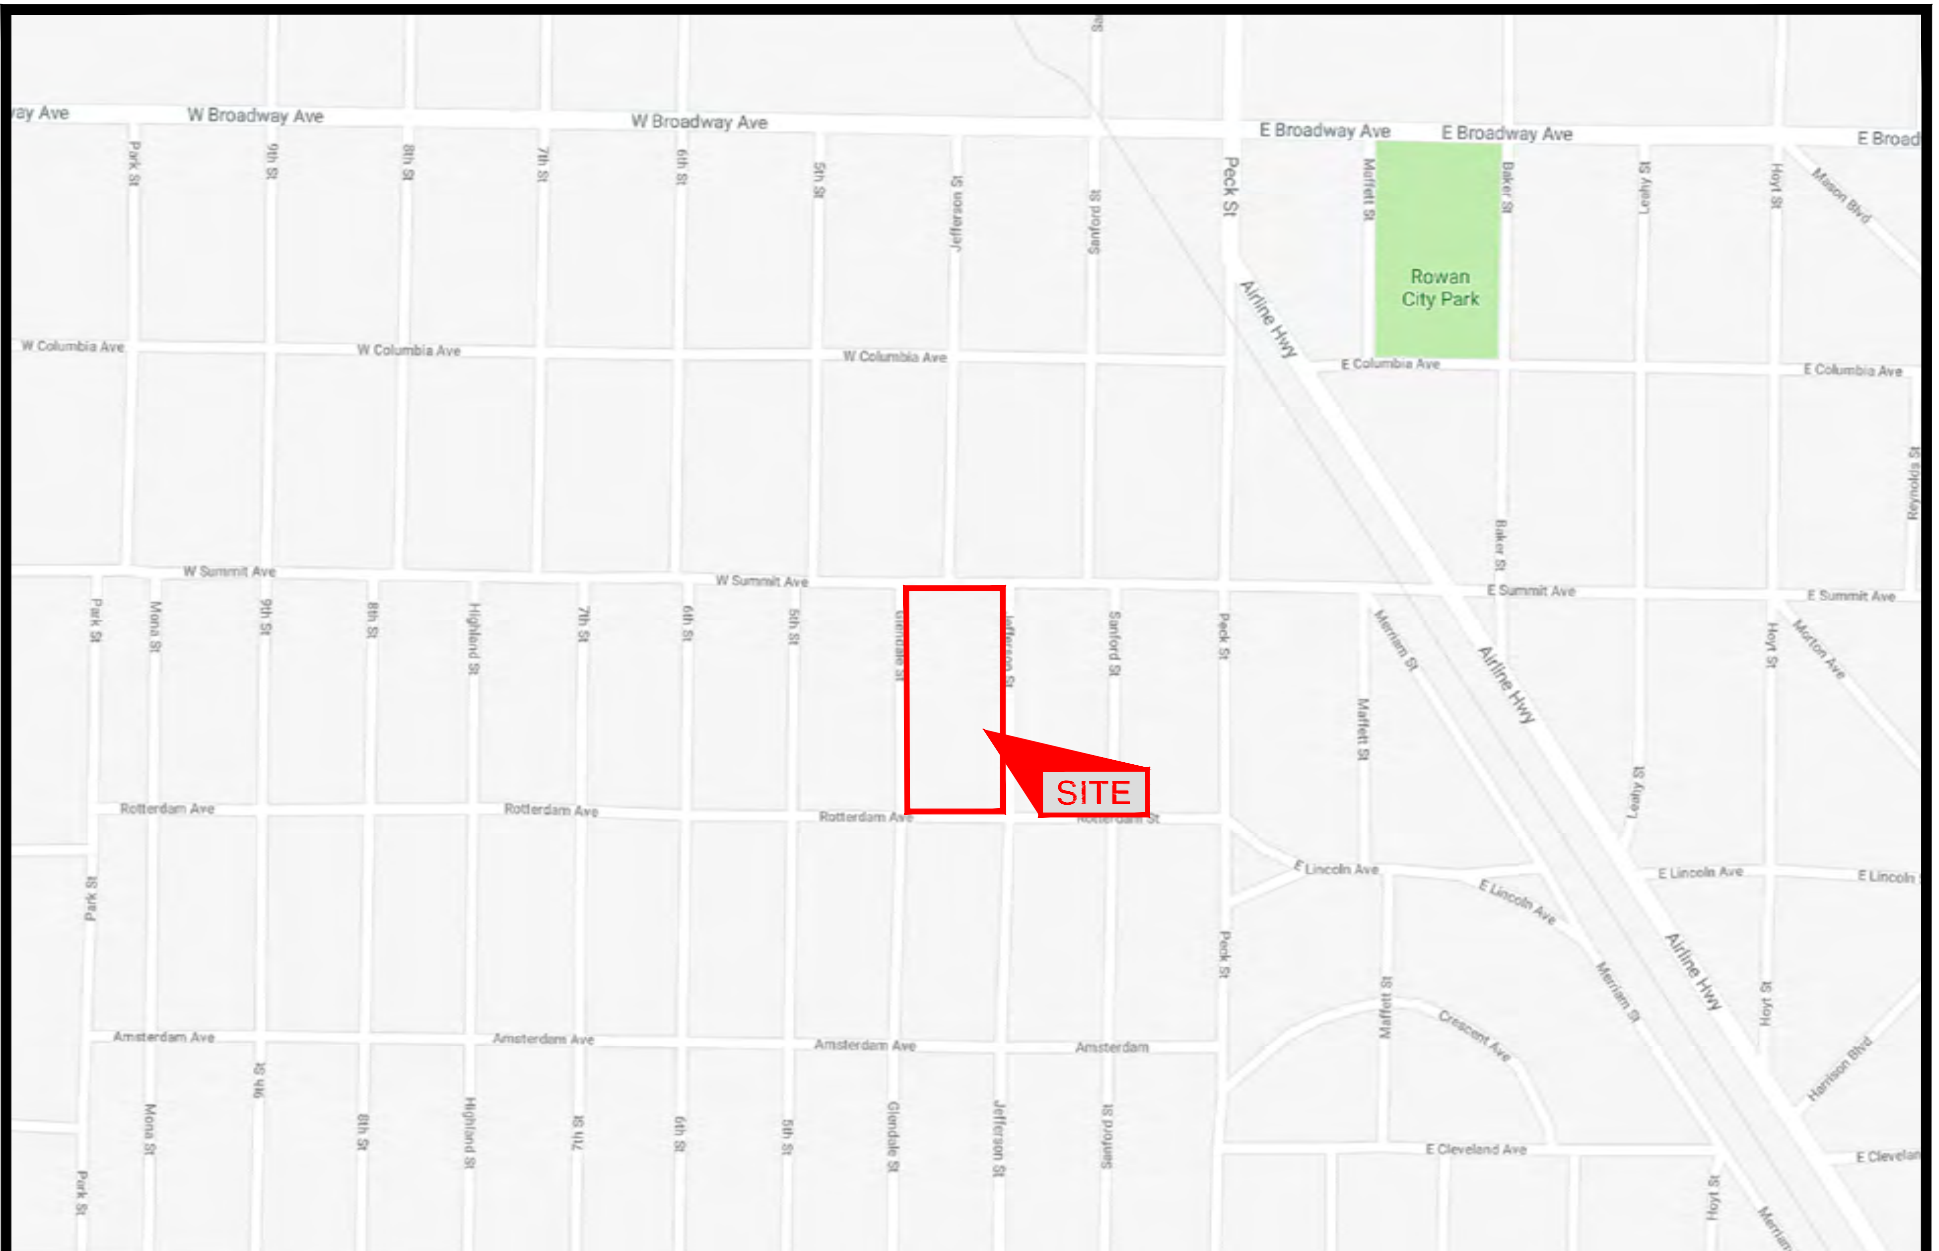 way Ave
W Broadway Ave
W Broadway Ave
E Broadway Ave
E Broadway Ave
E Broad
Park St
9th St
8th St
7th St
6th St
5th St
Jefferson St
Sanford St
Peck St
Maffett St
Baker St
Leahy St
Hoyt St
Mason Blvd
Rowan
City Park
Airline Hwy
W Columbia Ave
W Columbia Ave
W Columbia Ave
E Columbia Ave
E Columbia Ave
Reynolds St
Baker St
W Summit Ave
W Summit Ave
E Summit Ave
E Summit Ave
Park St
Mona St
9th St
8th St
Highland St
7th St
6th St
5th St
Glendale St
Jefferson St
Sanford St
Peck St
Merriam St
Airline Hwy
Hoyt St
Morton Ave
Maffett St
Leahy St
SITE
Rotterdam Ave
Rotterdam Ave
Rotterdam Ave
Rotterdam St
E Lincoln Ave
E Lincoln Ave
E Lincoln Ave
E Lincoln
Park St
Peck St
Merriam St
Airline Hwy
Hoyt St
Maffett St
Crescent Ave
Harrison Blvd
Amsterdam Ave
Amsterdam Ave
Amsterdam Ave
Amsterdam
9th St
Mona St
8th St
Highland St
7th St
6th St
5th St
Glendale St
Jefferson St
Sanford St
E Cleveland Ave
E Clevelan
Park St
Hoyt St
Merriam